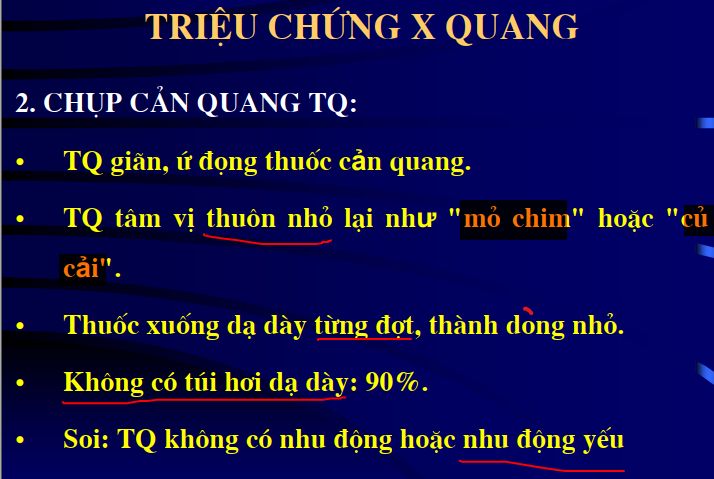 TRIỆU CHỨNG X QUANG
2. CHỤP CẢN QUANG TQ:
• TQ giãn, ứ đọng thuốc cản quang.
• TQ tâm vị thuôn nhỏ lại như "mỏ chim" hoặc "củ
cải".
• Thuốc xuống dạ dày từng đợt, thành dòng nhỏ.
• Không có túi hơi dạ dày: 90%.
• Soi: TQ không có nhu động hoặc nhu động yếu